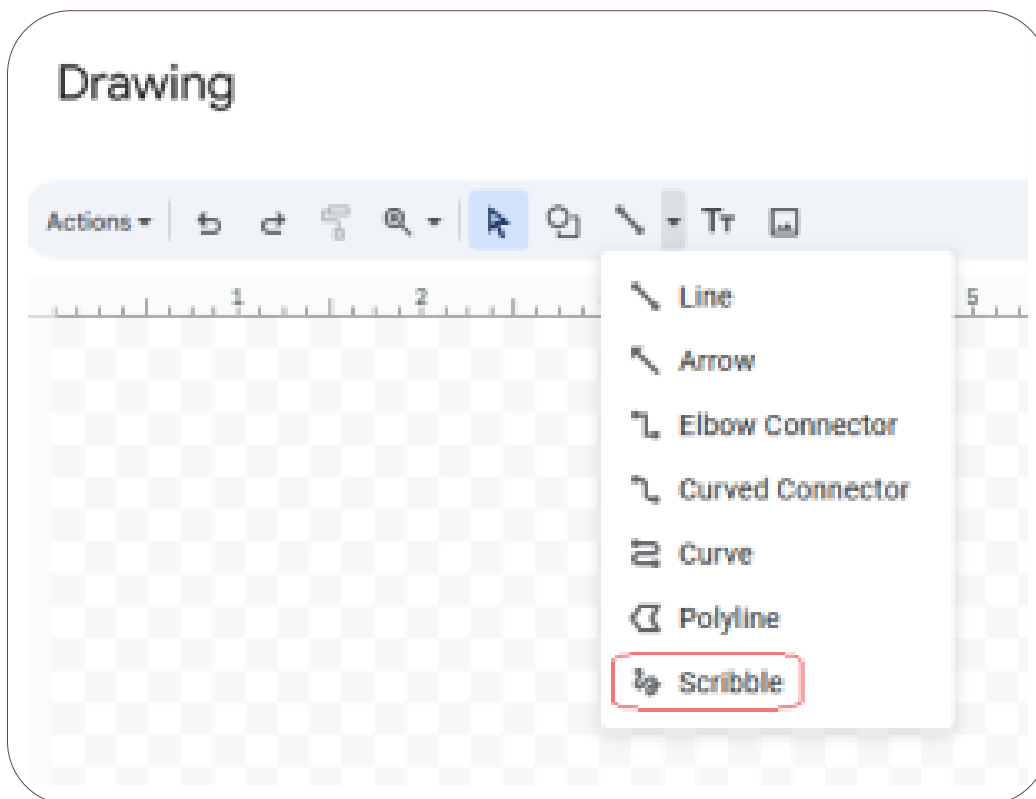 Drawing
Actions
1 2 5
Line
Arrow
Elbow Connector
Curved Connector
Curve
Polyline
Scribble